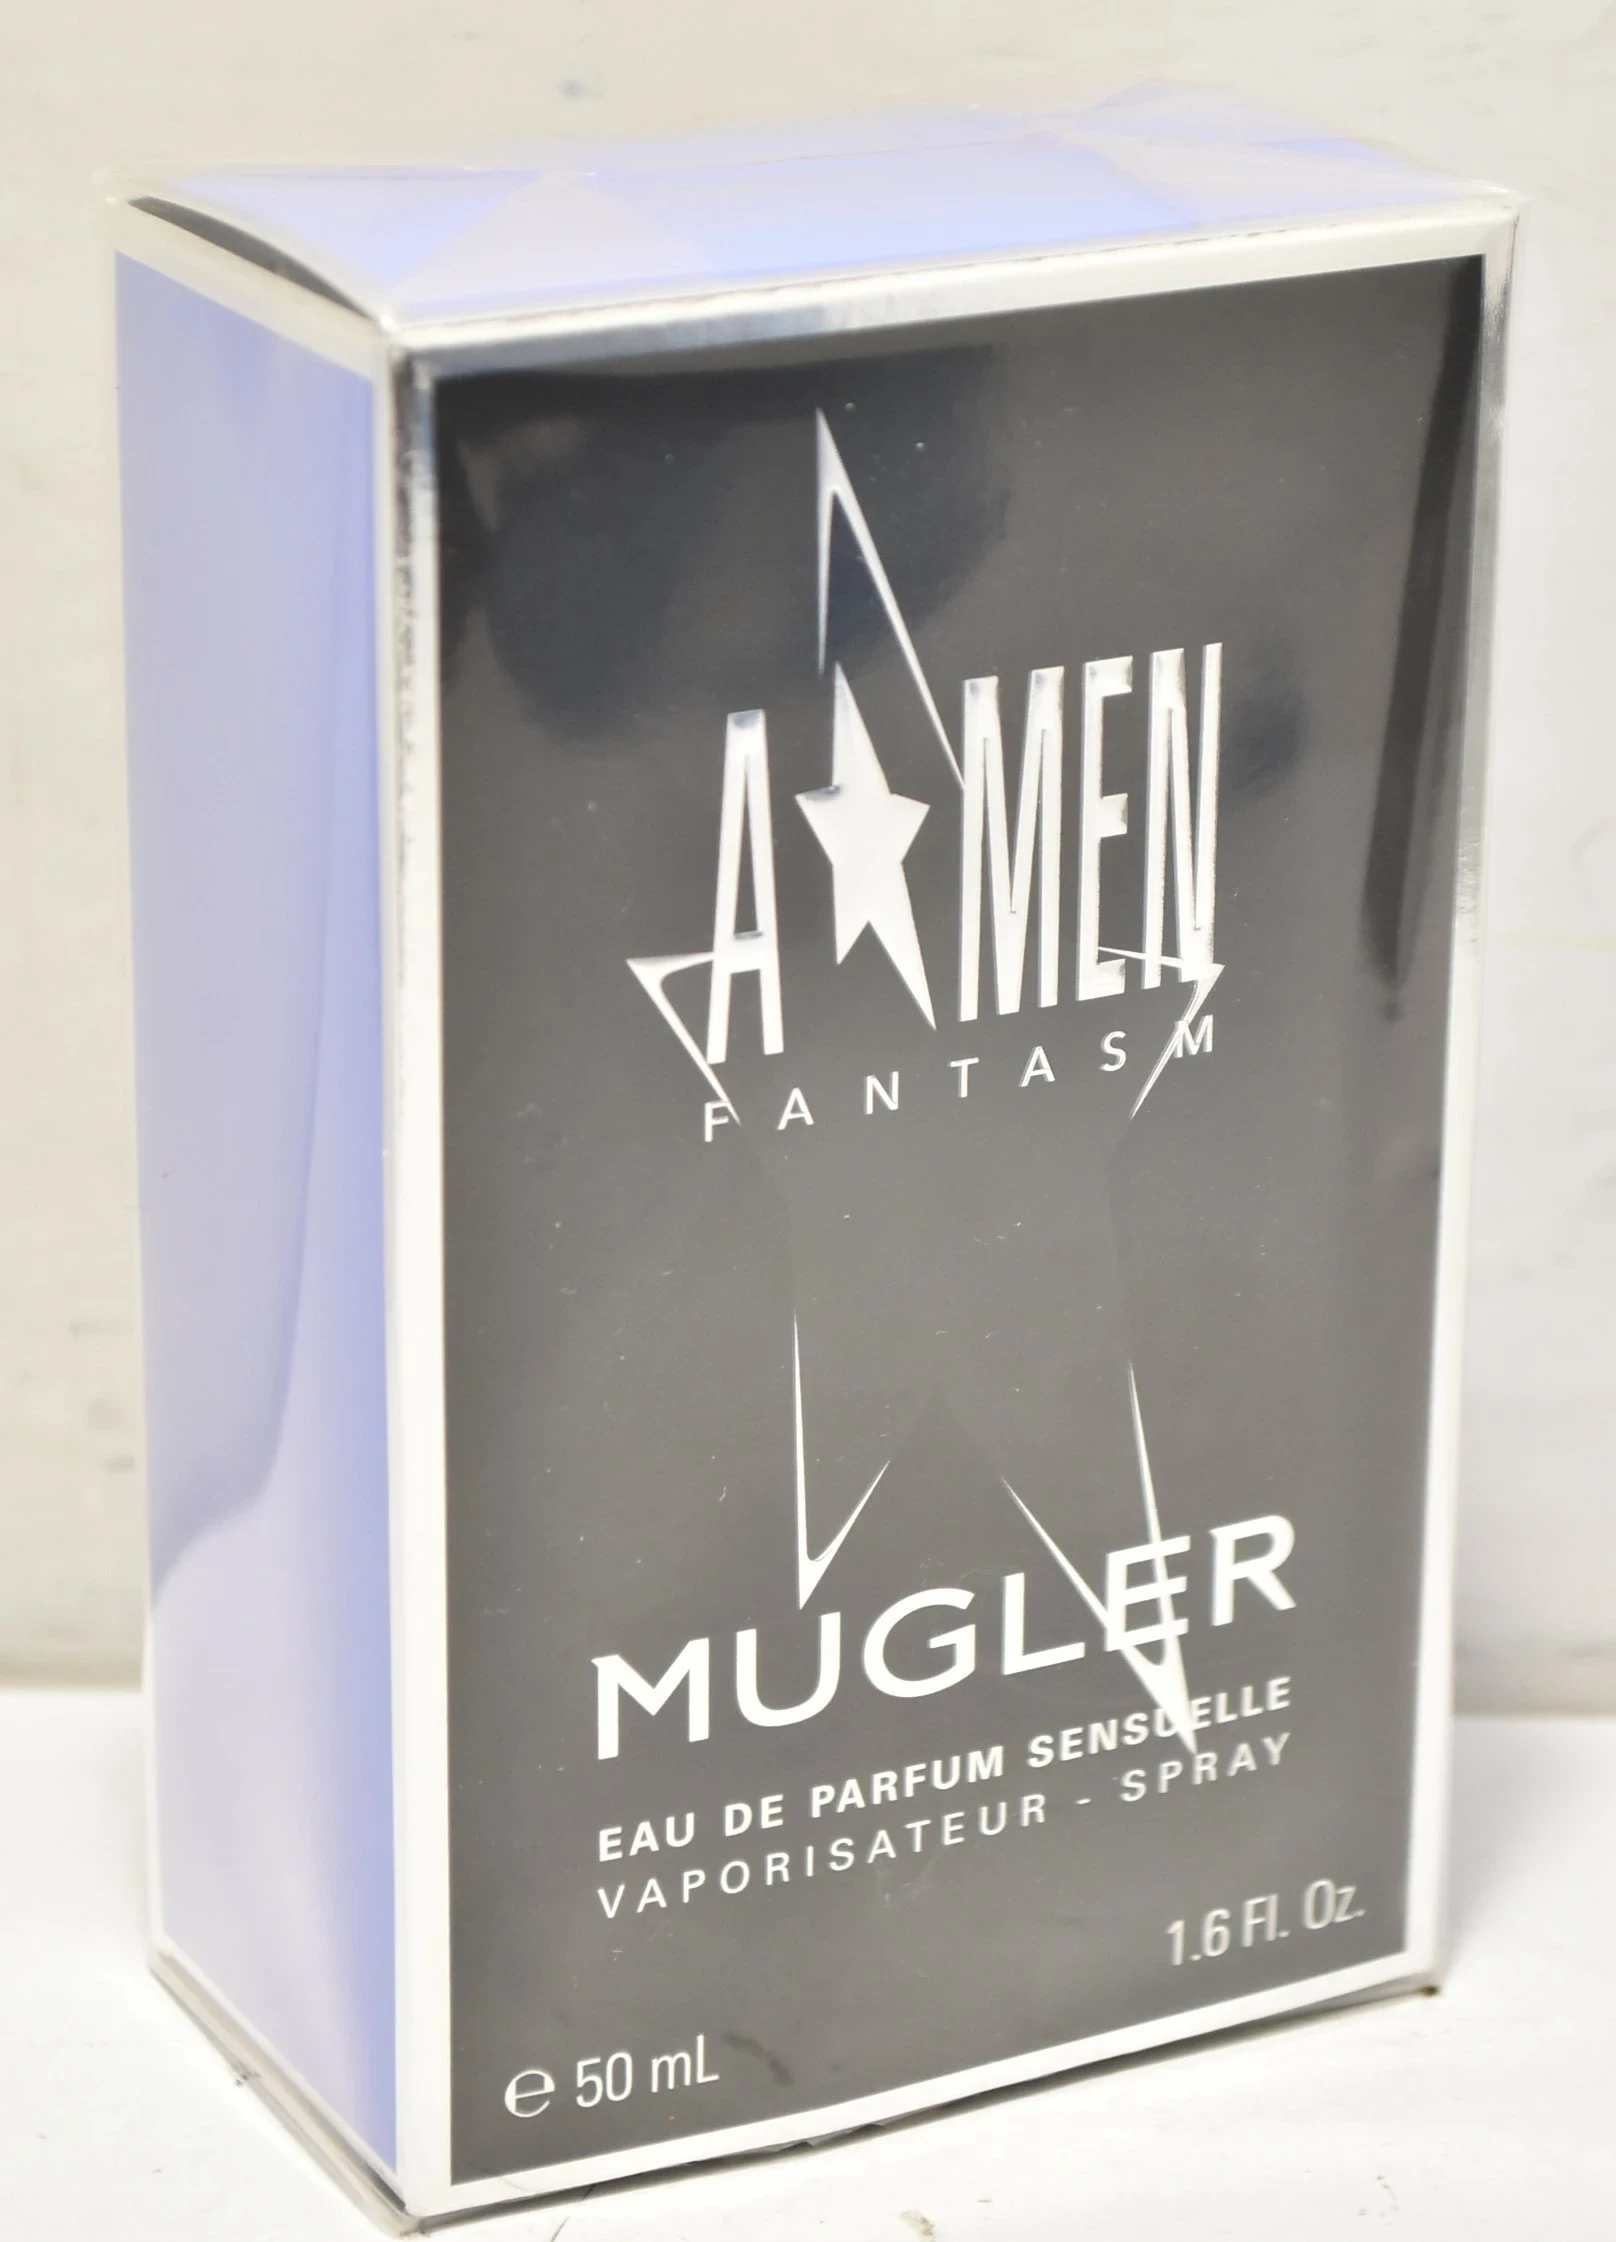 A★MEN
FANTASM
MUGLER
EAU DE PARFUM SENSUELLE
VAPORISATEUR - SPRAY
1.6 Fl. Oz.
℮ 50 mL